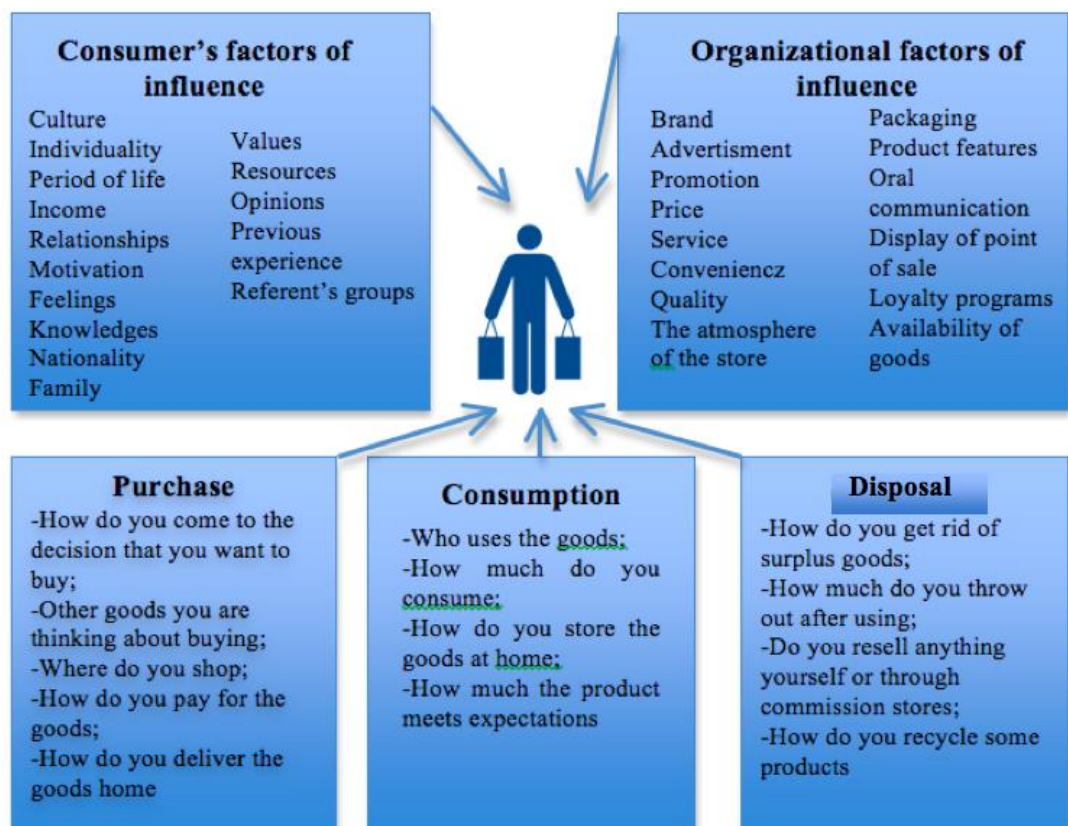 Consumer's factors of
influence
Culture
Individuality
Period of life
Income
Relationships
Motivation
Feelings
Knowledges
Nationality
Family
Values
Resources
Opinions
Previous
experience
Referent's groups
Organizational factors of
influence
Brand
Advertisment
Promotion
Price
Service
Conveniencz
Quality
The atmosphere
of the store
Packaging
Product features
Oral
communication
Display of point
of sale
Loyalty programs
Availability of
goods
Purchase
-How do you come to the
decision that you want to
buy;
-Other goods you are
thinking about buying;
-Where do you shop;
-How do you pay for the
goods;
-How do you deliver the
goods home
Consumption
-Who uses the goods;
-How much do you
consume;
-How do you store the
goods at home;
-How much the product
meets expectations
Disposal
-How do you get rid of
surplus goods;
-How much do you throw
out after using;
-Do you resell anything
yourself or through
commission stores;
-How do you recycle some
products